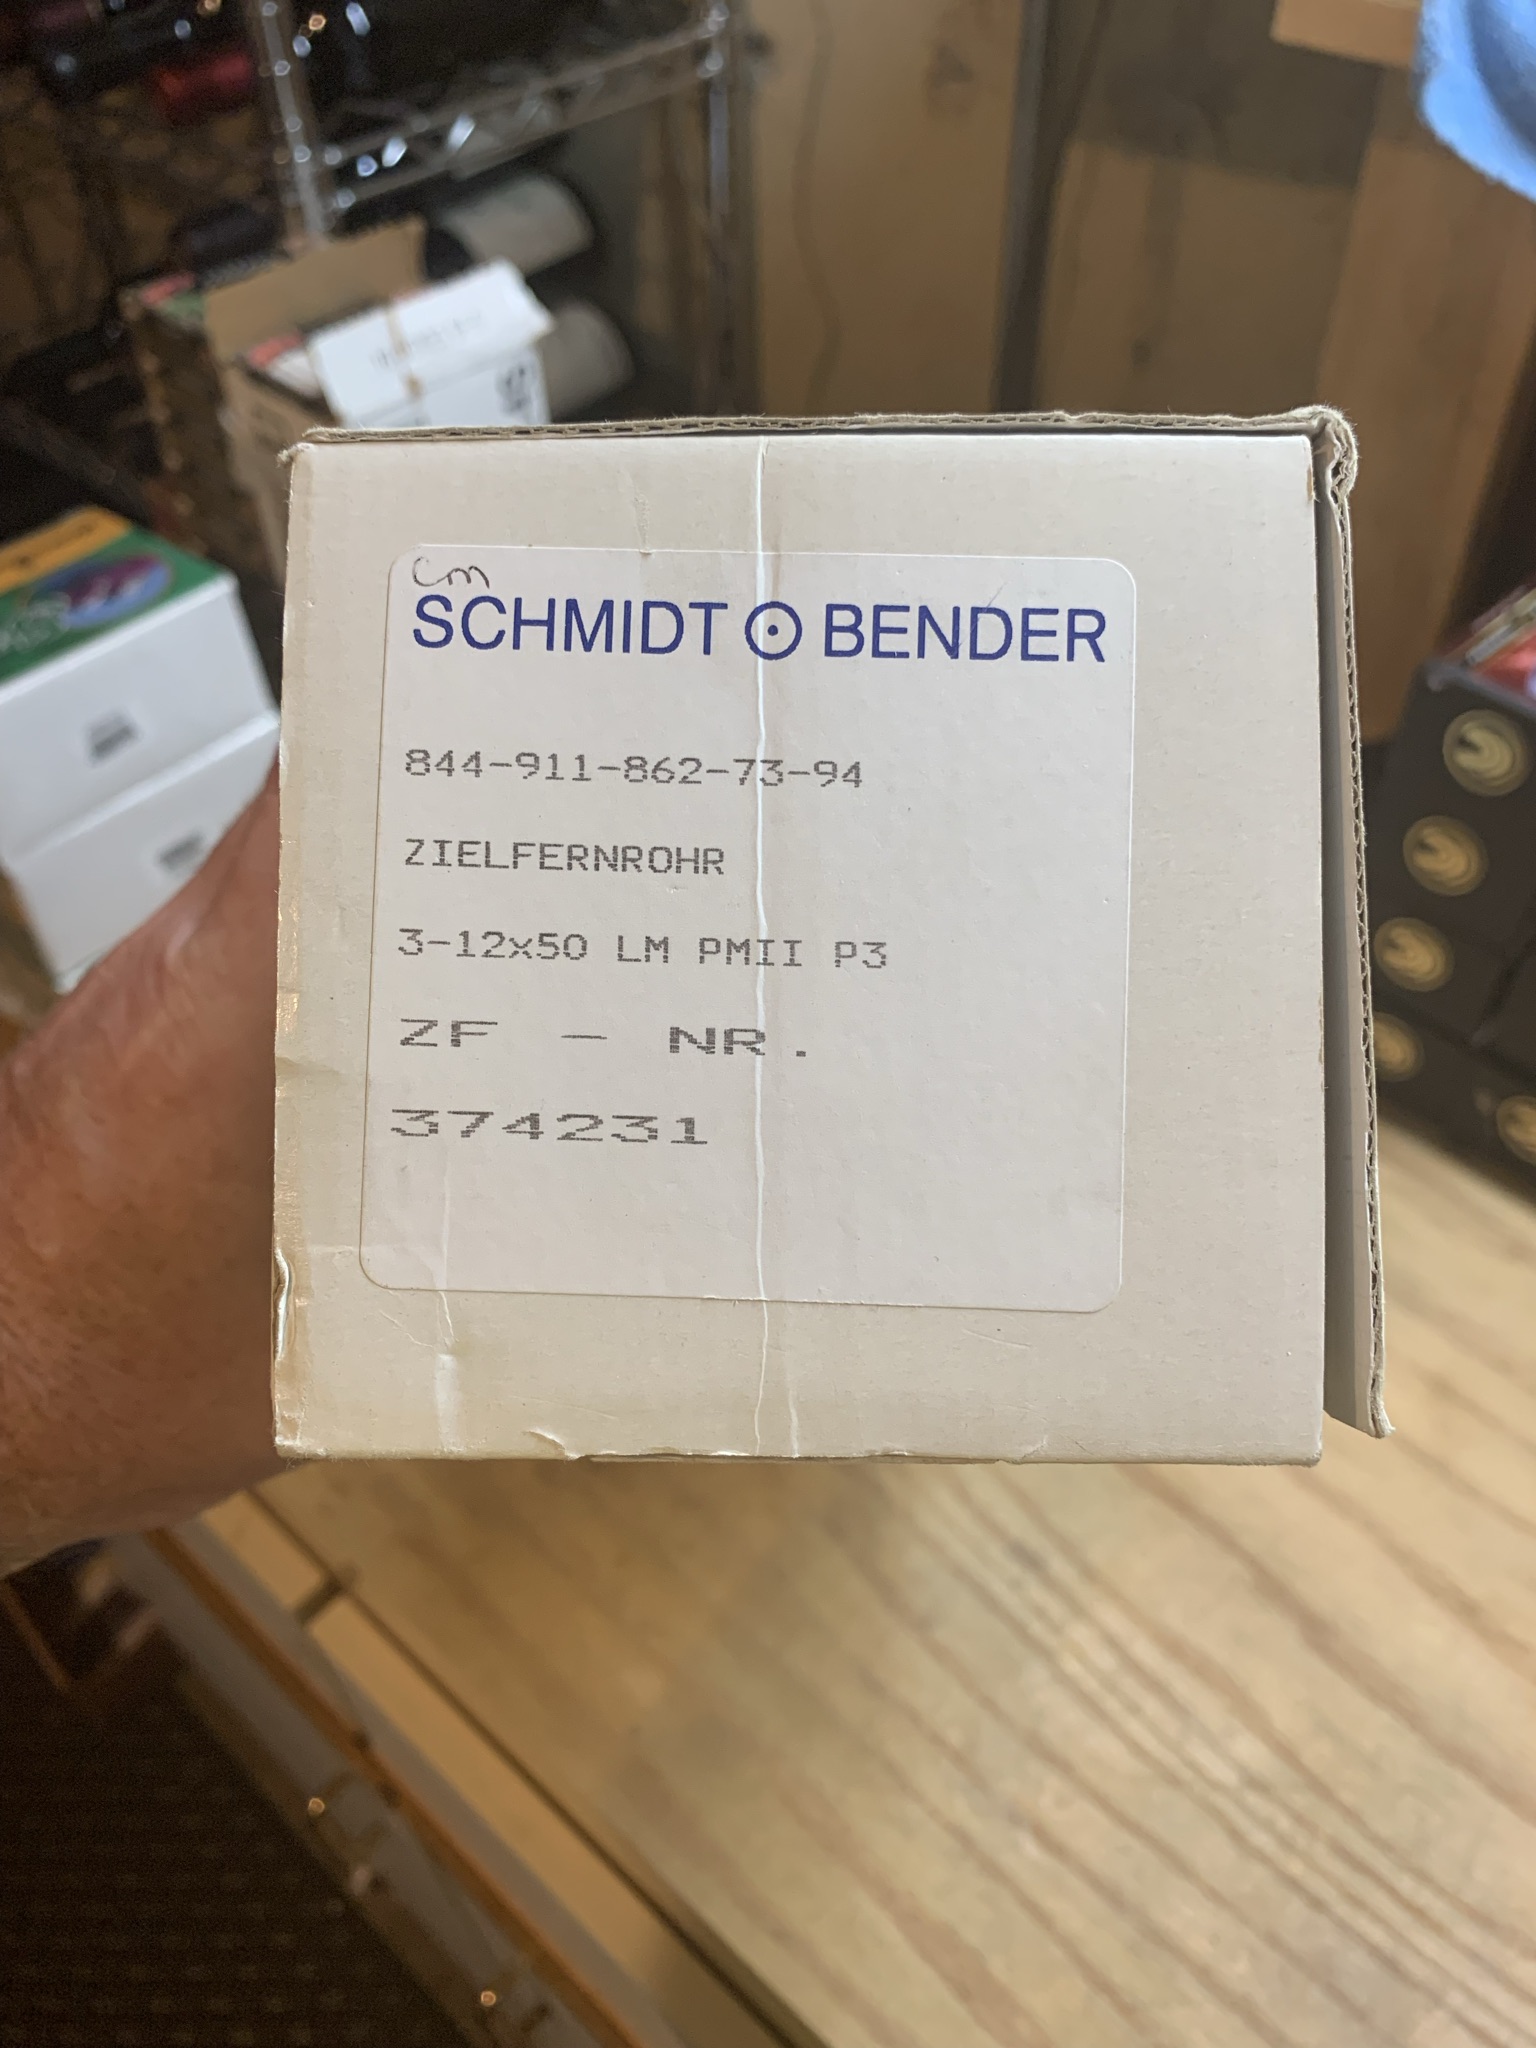 cm
SCHMIDT BENDER
844-911-862-73-94
ZIELFERNROHR
3-12x50 LM PMII P3
ZF - NR.
374231